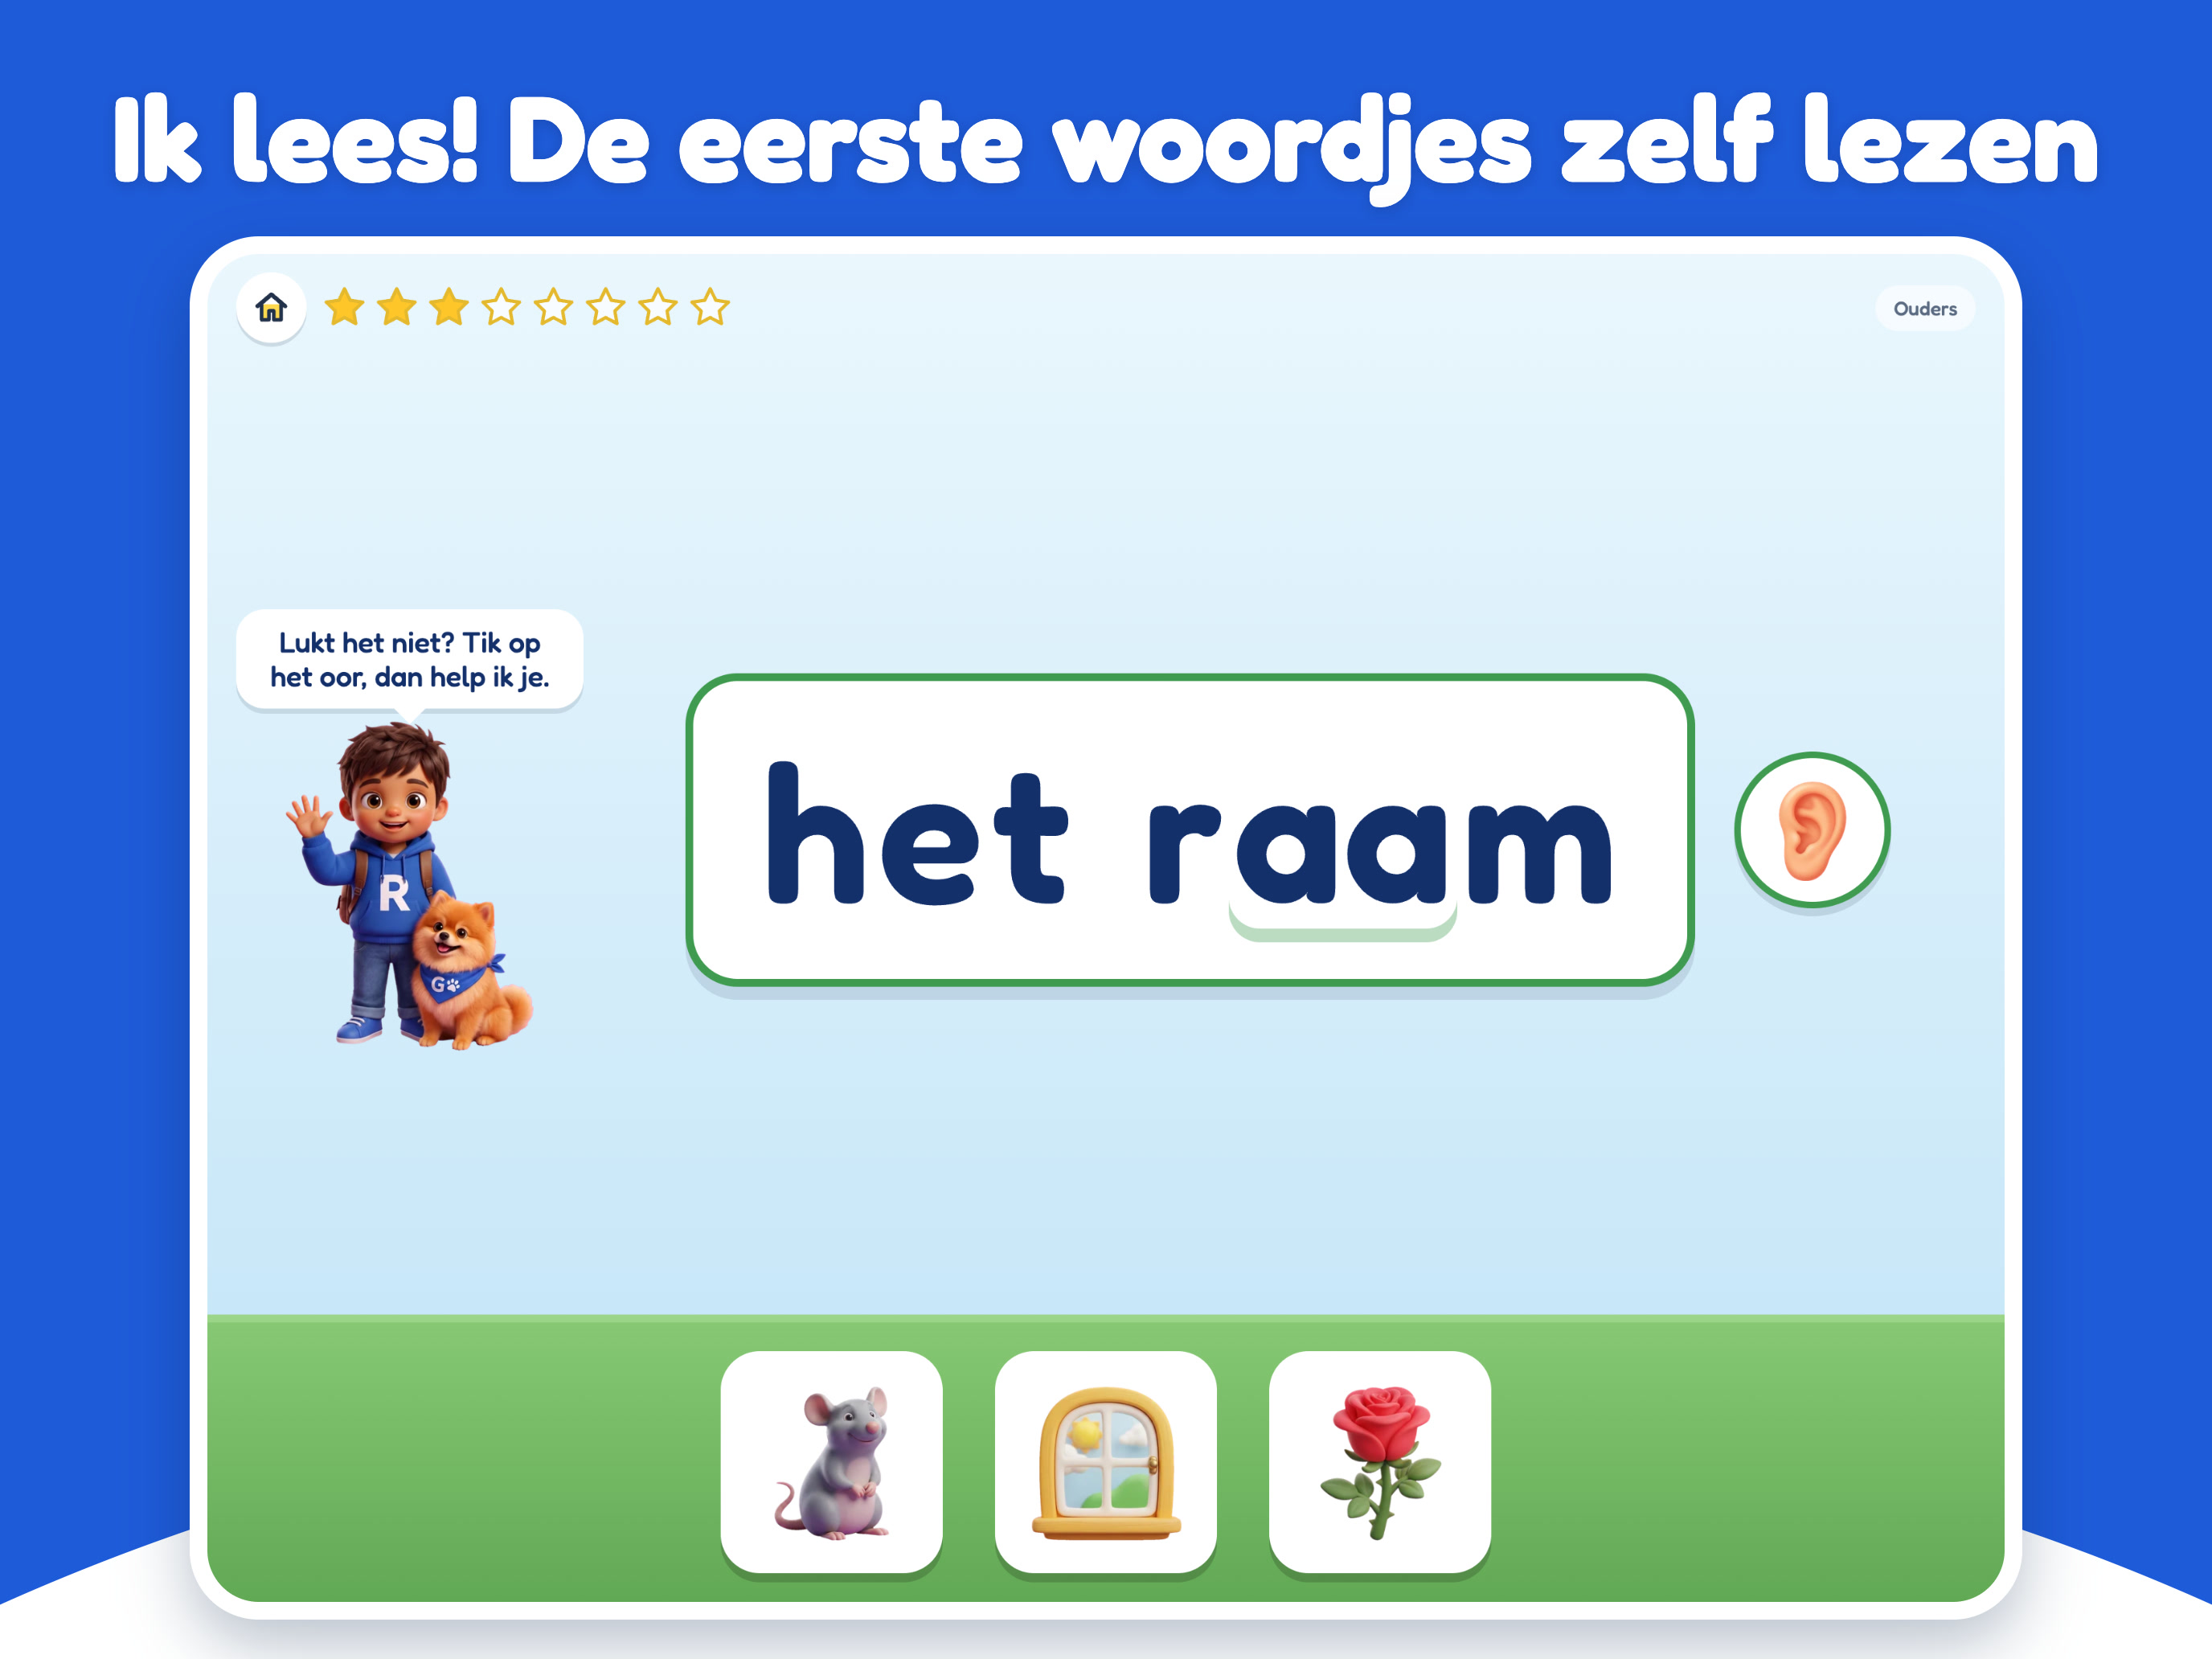 Ik lees! De eerste woordjes zelf lezen
Ouders
Lukt het niet? Tik op
het oor, dan help ik je.
het raam
R
G